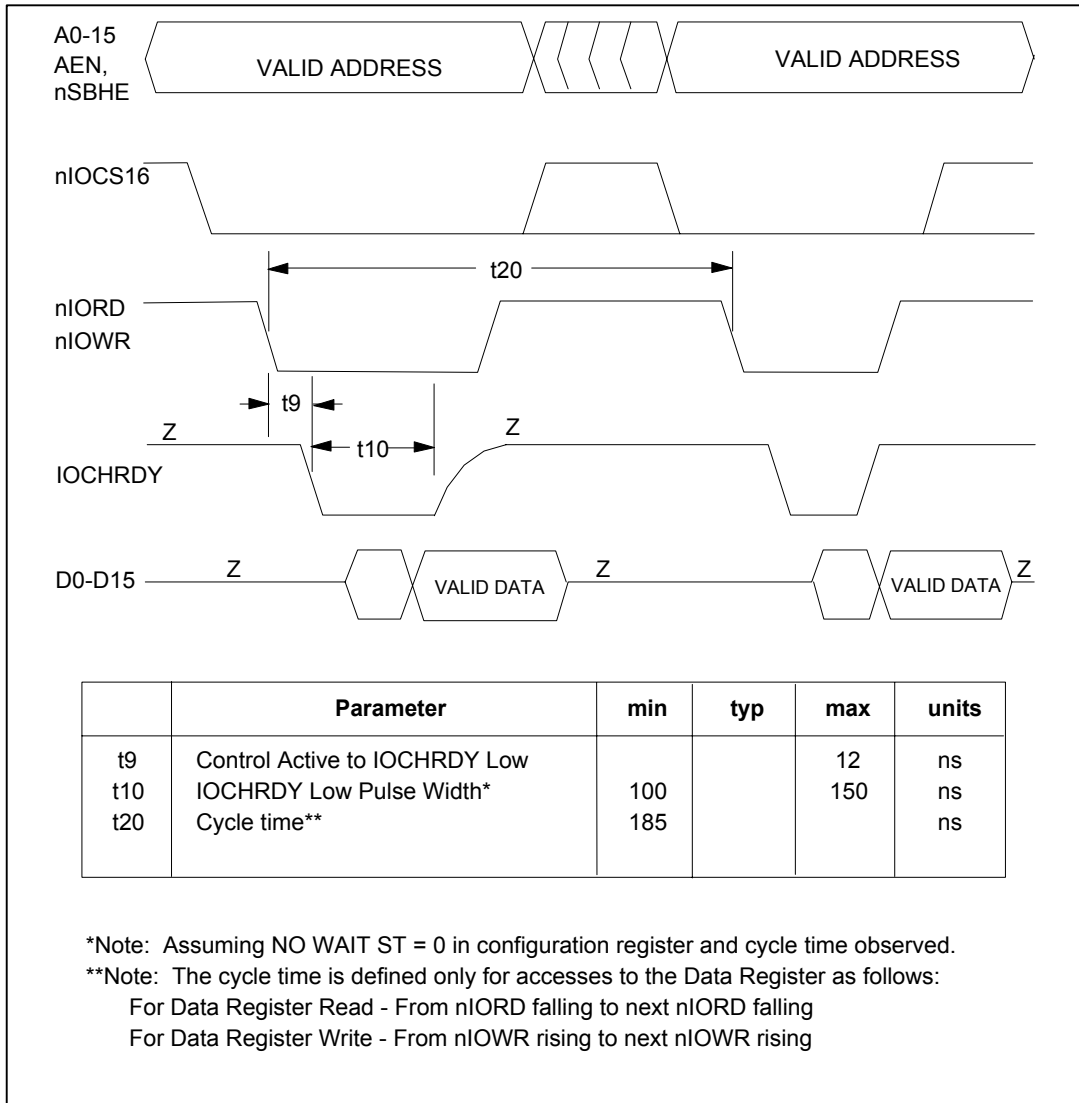 A0-15
AEN,
nSBHE
VALID ADDRESS
VALID ADDRESS
nIOCS16
t20
nIORD
nIOWR
t9
Z
t10
Z
IOCHRDY
D0-D15
Z
VALID DATA
Z
VALID DATA
Z
Parameter min typ max units
t9 Control Active to IOCHRDY Low 12 ns
t10 IOCHRDY Low Pulse Width* 100 150 ns
t20 Cycle time** 185 ns
*Note: Assuming NO WAIT ST = 0 in configuration register and cycle time observed.
**Note: The cycle time is defined only for accesses to the Data Register as follows:
For Data Register Read - From nIORD falling to next nIORD falling
For Data Register Write - From nIOWR rising to next nIOWR rising